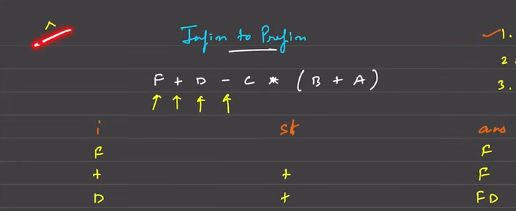 ^
Infix to Prefix
1.
2.
3.
F + D - C * ( B + A )
↑ ↑ ↑ ↑
i st ans
F F
+ + F
D + FD